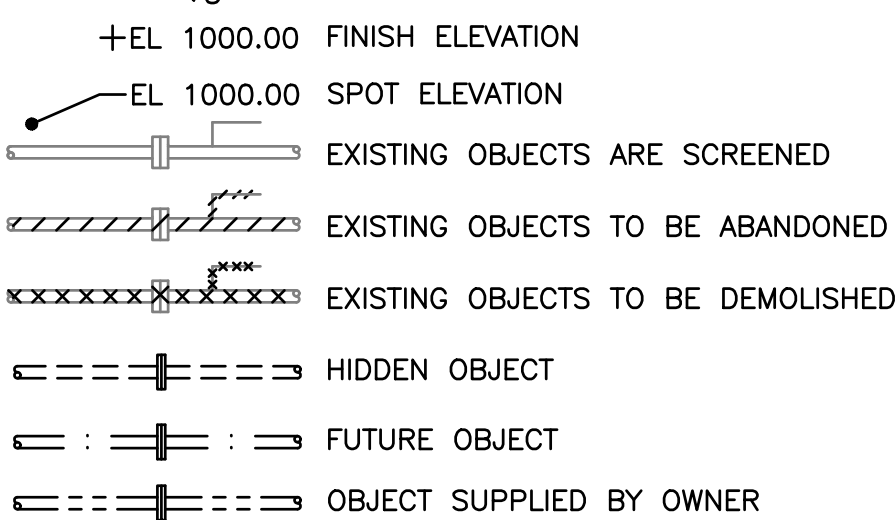 +EL 1000.00 FINISH ELEVATION
EL 1000.00 SPOT ELEVATION
EXISTING OBJECTS ARE SCREENED
EXISTING OBJECTS TO BE ABANDONED
EXISTING OBJECTS TO BE DEMOLISHED
HIDDEN OBJECT
FUTURE OBJECT
OBJECT SUPPLIED BY OWNER